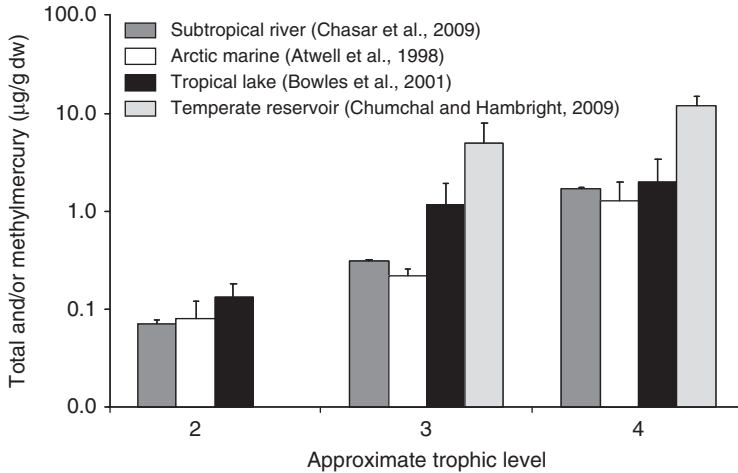 100.0
10.0
1.0
0.1
0.0
Total and/or methylmercury (µg/g dw)
Subtropical river (Chasar et al., 2009)
Arctic marine (Atwell et al., 1998)
Tropical lake (Bowles et al., 2001)
Temperate reservoir (Chumchal and Hambright, 2009)
2 3 4
Approximate trophic level